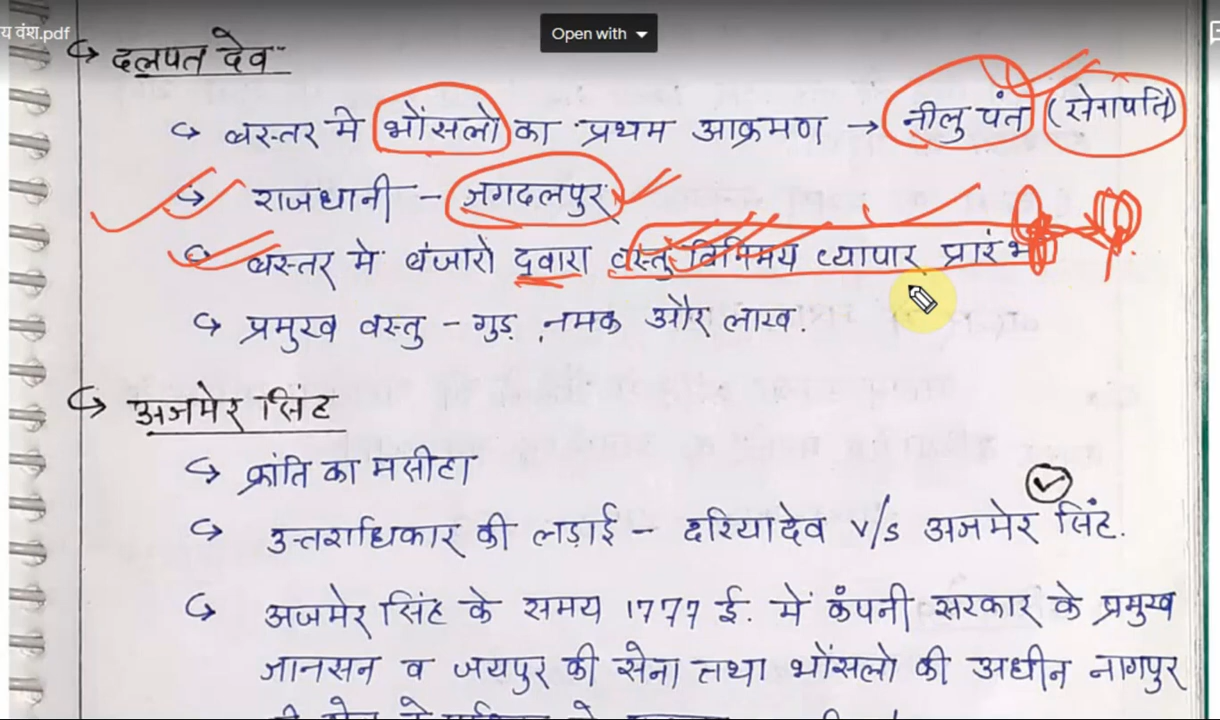 य वंश.pdf
Open with
↳ दलपत देव
↳ बस्तर मे भोंसलो का प्रथम आक्रमण → नीलु पंत (सेनापति)
↳ राजधानी - जगदलपुर
↳ बस्तर मे बंजारो द्वारा वस्तु विनिमय व्यापार प्रारंभ
↳ प्रमुख वस्तु - गुड़, नमक और लाख.
↳ अजमेर सिंह
↳ क्रांति का मसीहा
↳ उत्तराधिकार की लड़ाई - दरियादेव v/s अजमेर सिंह.
↳ अजमेर सिंह के समय 1777 ई. में कंपनी सरकार के प्रमुख
जानसन व जयपुर की सेना तथा भोंसलो की अधीन नागपुर